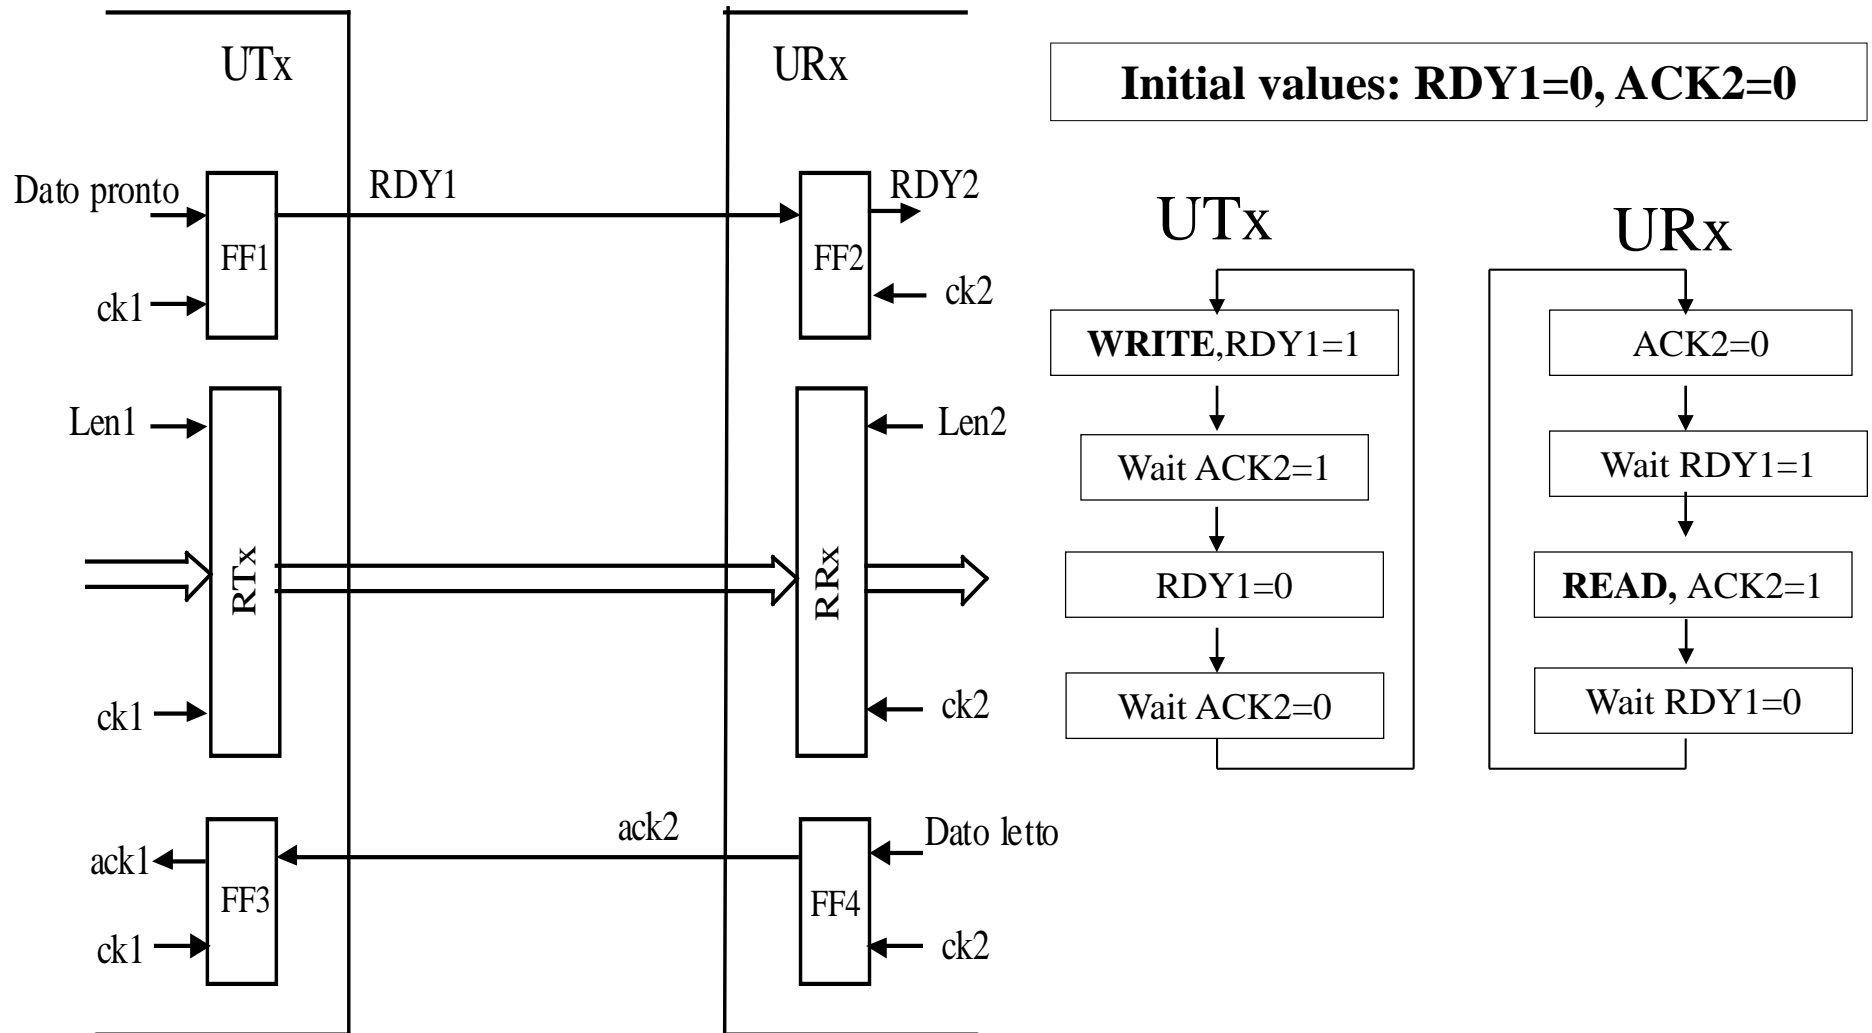 UTx
URx
Initial values: RDY1=0, ACK2=0
Dato pronto
FF1
ck1
RDY1
FF2
RDY2
ck2
Len1
RTx
ck1
RRx
Len2
ck2
ack1
FF3
ck1
ack2
FF4
Dato letto
ck2
UTx
WRITE,RDY1=1
Wait ACK2=1
RDY1=0
Wait ACK2=0
URx
ACK2=0
Wait RDY1=1
READ, ACK2=1
Wait RDY1=0